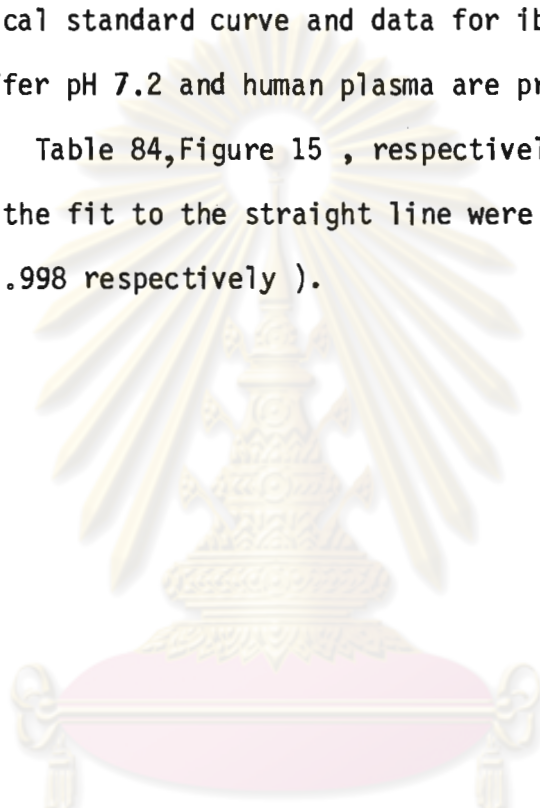 cal standard curve and data for ib
fer pH 7.2 and human plasma are pr
Table 84,Figure 15 , respectivel
the fit to the straight line were
.998 respectively ).